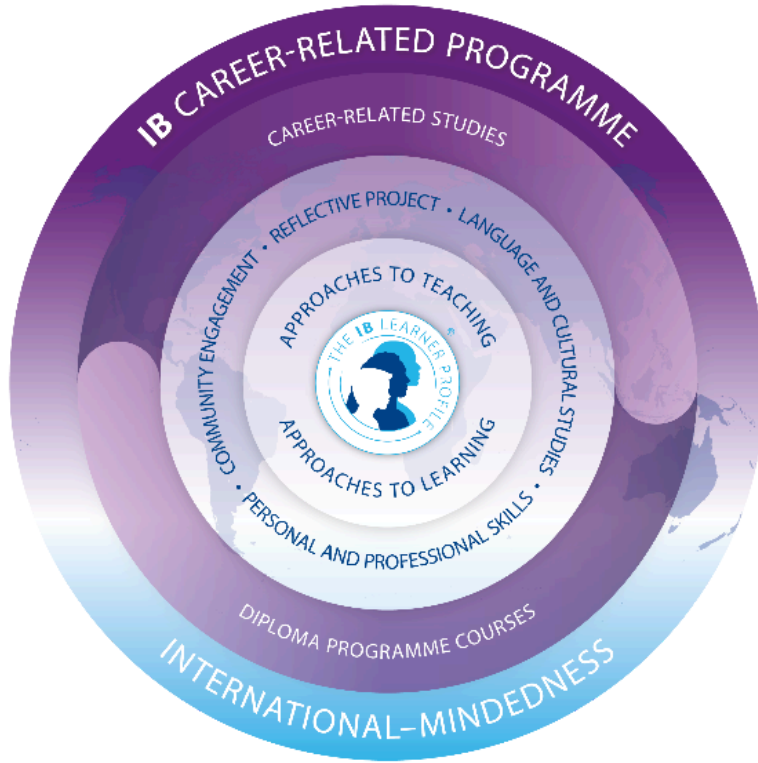 IB CAREER-RELATED PROGRAMME
CAREER-RELATED STUDIES
COMMUNITY ENGAGEMENT • REFLECTIVE PROJECT • LANGUAGE AND CULTURAL STUDIES •
PERSONAL AND PROFESSIONAL SKILLS •
APPROACHES TO TEACHING
THE IB LEARNER PROFILE ®
APPROACHES TO LEARNING
DIPLOMA PROGRAMME COURSES
INTERNATIONAL–MINDEDNESS